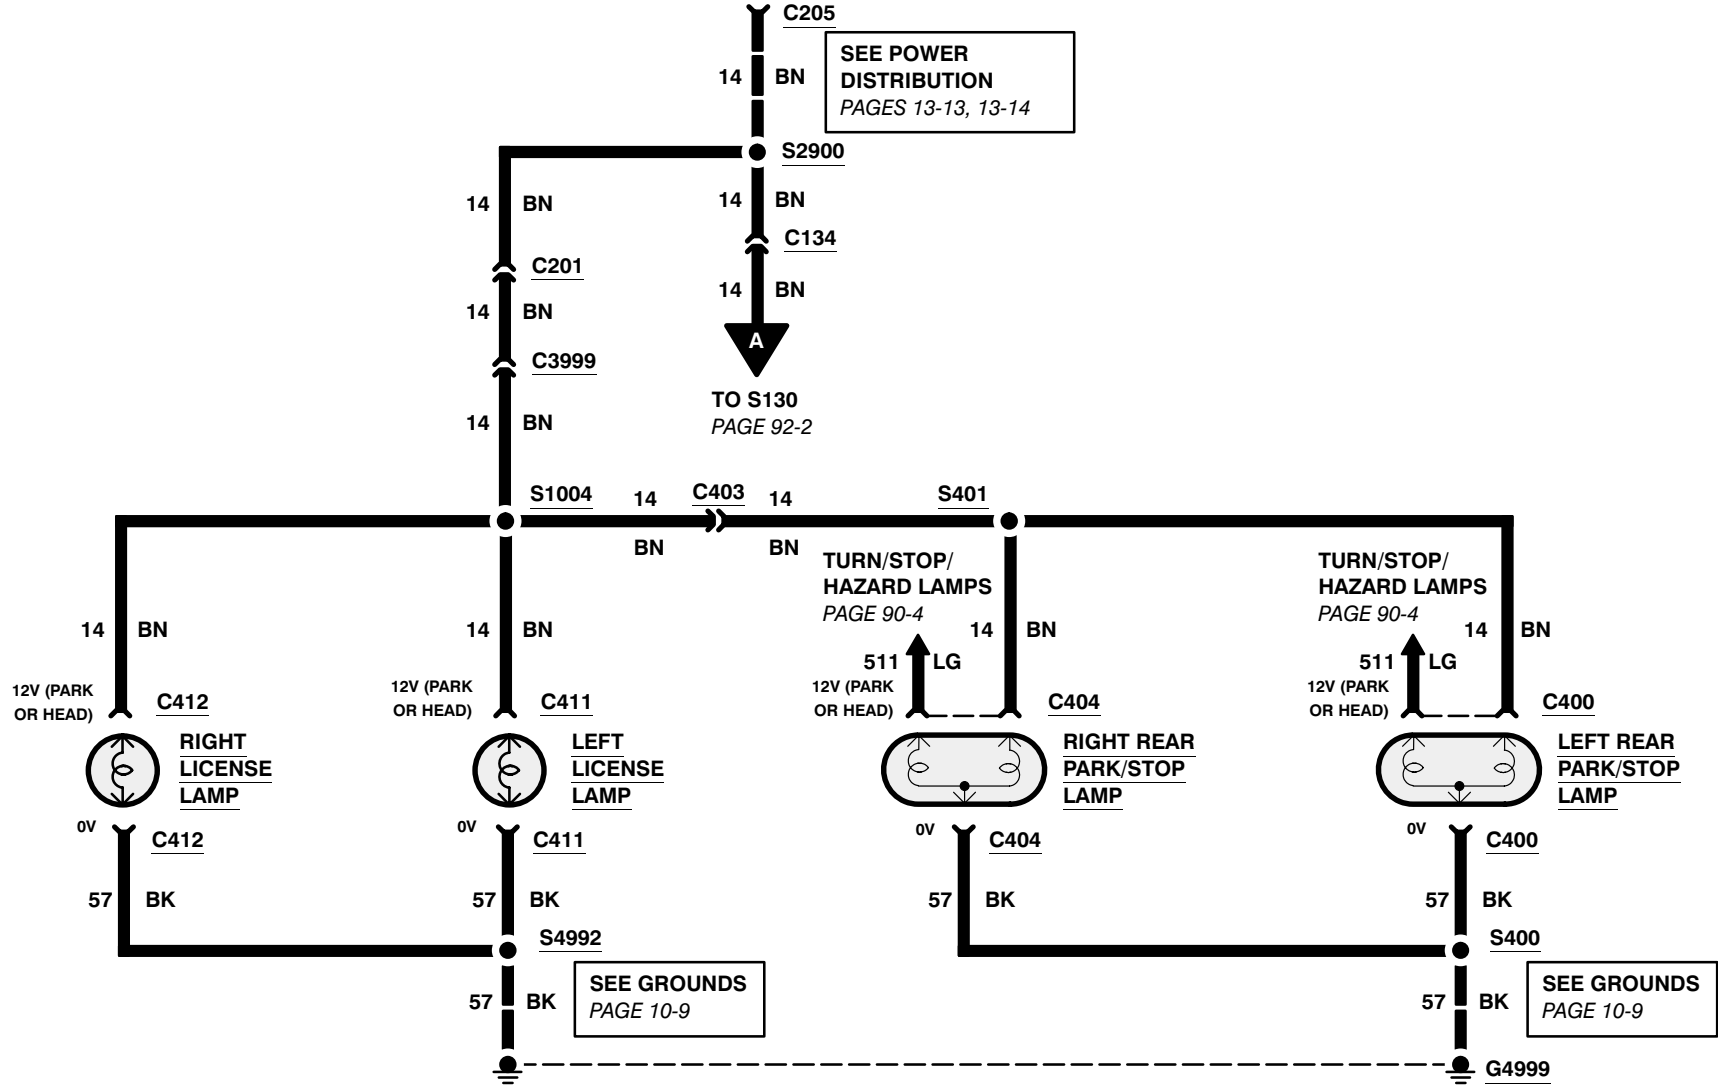 C205
SEE POWER
DISTRIBUTION
PAGES 13-13, 13-14
14 BN
S2900
14 BN
14 BN
C134
C201
14 BN
14 BN
A
C3999
TO S130
PAGE 92-2
14 BN
S1004
14
C403
14
S401
BN
BN
TURN/STOP/
HAZARD LAMPS
PAGE 90-4
TURN/STOP/
HAZARD LAMPS
PAGE 90-4
14 BN
14 BN
14 BN
14 BN
511 LG
511 LG
12V (PARK
OR HEAD)
C412
12V (PARK
OR HEAD)
C411
12V (PARK
OR HEAD)
C404
12V (PARK
OR HEAD)
C400
RIGHT
LICENSE
LAMP
LEFT
LICENSE
LAMP
RIGHT REAR
PARK/STOP
LAMP
LEFT REAR
PARK/STOP
LAMP
0V
C412
0V
C411
0V
C404
0V
C400
57 BK
57 BK
57 BK
57 BK
S4992
S400
SEE GROUNDS
PAGE 10-9
SEE GROUNDS
PAGE 10-9
57 BK
57 BK
G4999